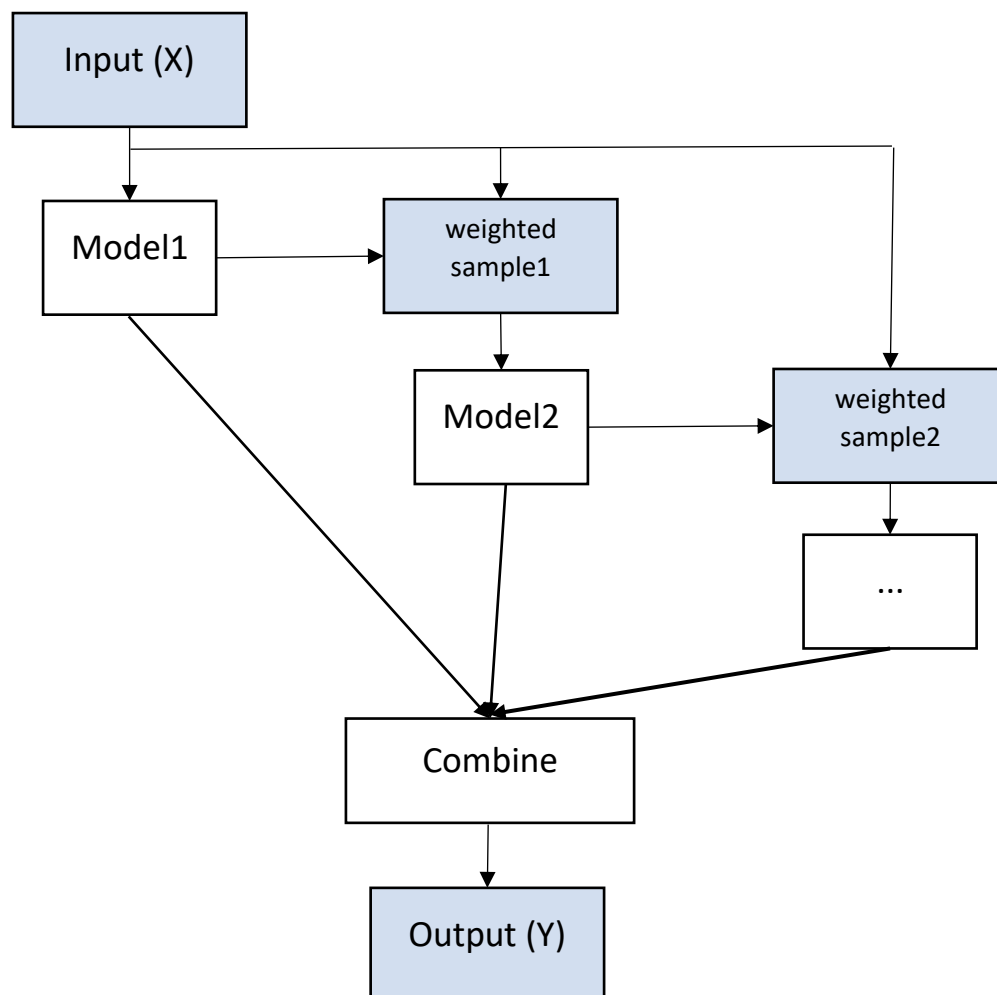 Input (X)
Model1
weighted
sample1
Model2
weighted
sample2
...
Combine
Output (Y)